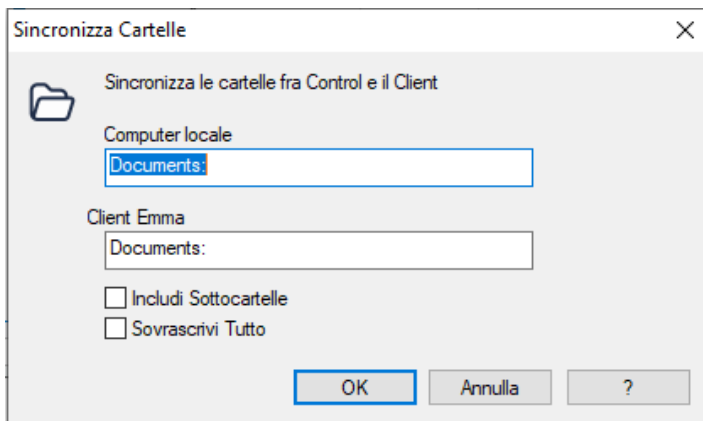 Sincronizza Cartelle
Sincronizza le cartelle fra Control e il Client
Computer locale
Documents:
Client Emma
Documents:
Includi Sottocartelle
Sovrascrivi Tutto
OK Annulla ?